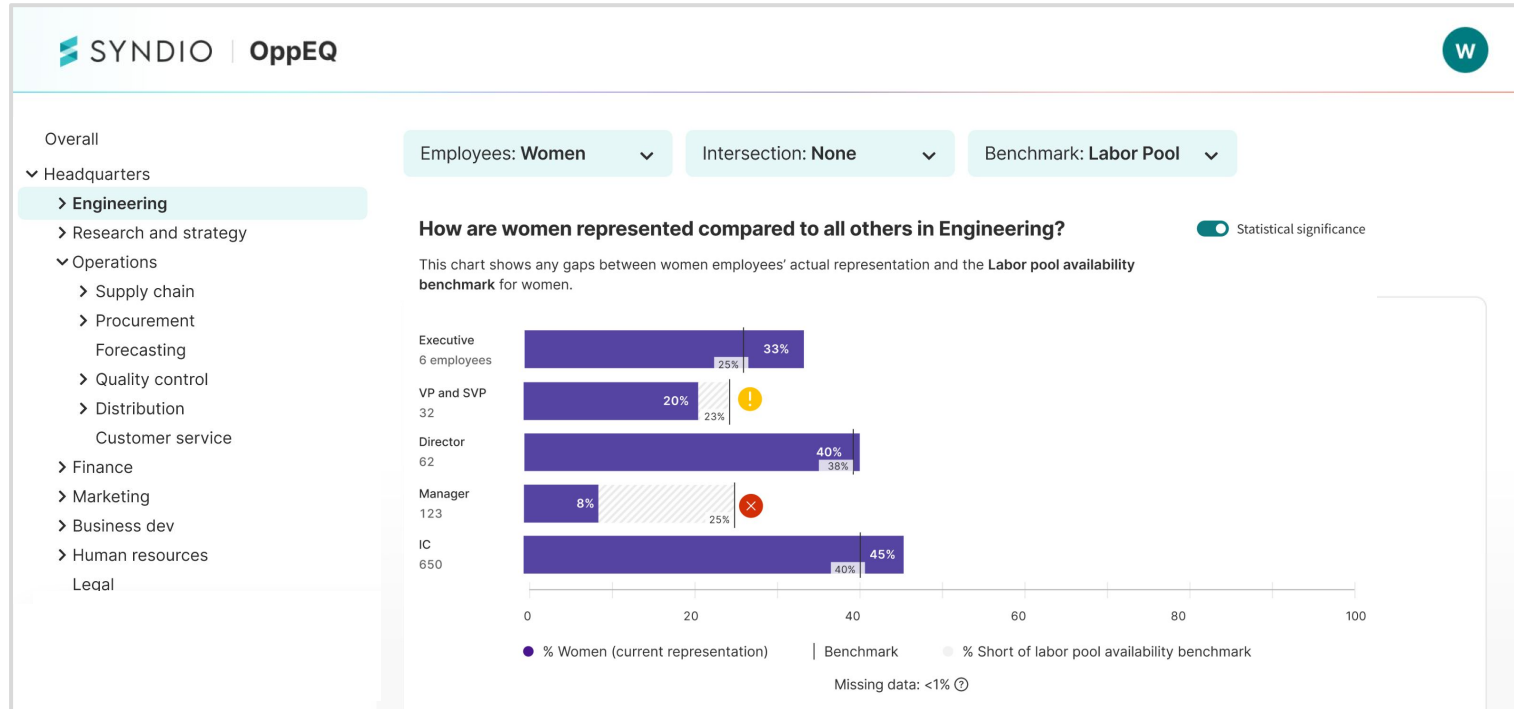 SYNDIO | OppEQ
W
Overall
Headquarters
Engineering
Research and strategy
Operations
Supply chain
Procurement
Forecasting
Quality control
Distribution
Customer service
Finance
Marketing
Business dev
Human resources
Legal
Employees: Women
Intersection: None
Benchmark: Labor Pool
How are women represented compared to all others in Engineering?
Statistical significance
This chart shows any gaps between women employees’ actual representation and the Labor pool availability
benchmark for women.
Executive
6 employees
33%
25%
VP and SVP
32
20%
23%
!
Director
62
40%
38%
Manager
123
8%
25%
IC
650
45%
40%
0 20 40 60 80 100
% Women (current representation) | Benchmark % Short of labor pool availability benchmark
Missing data: <1% ?